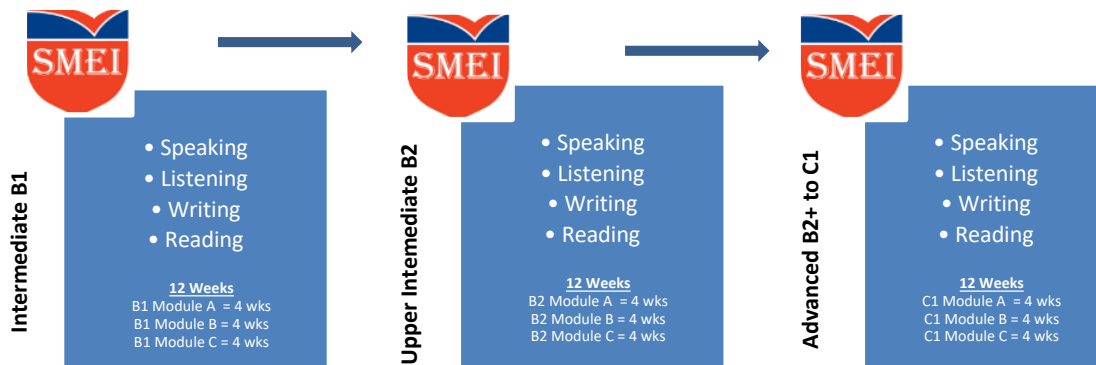 SMEI
Intermediate B1
• Speaking
• Listening
• Writing
• Reading
12 Weeks
B1 Module A = 4 wks
B1 Module B = 4 wks
B1 Module C = 4 wks
SMEI
Upper Intemediate B2
• Speaking
• Listening
• Writing
• Reading
12 Weeks
B2 Module A = 4 wks
B2 Module B = 4 wks
B2 Module C = 4 wks
SMEI
Advanced B2+ to C1
• Speaking
• Listening
• Writing
• Reading
12 Weeks
C1 Module A = 4 wks
C1 Module B = 4 wks
C1 Module C = 4 wks